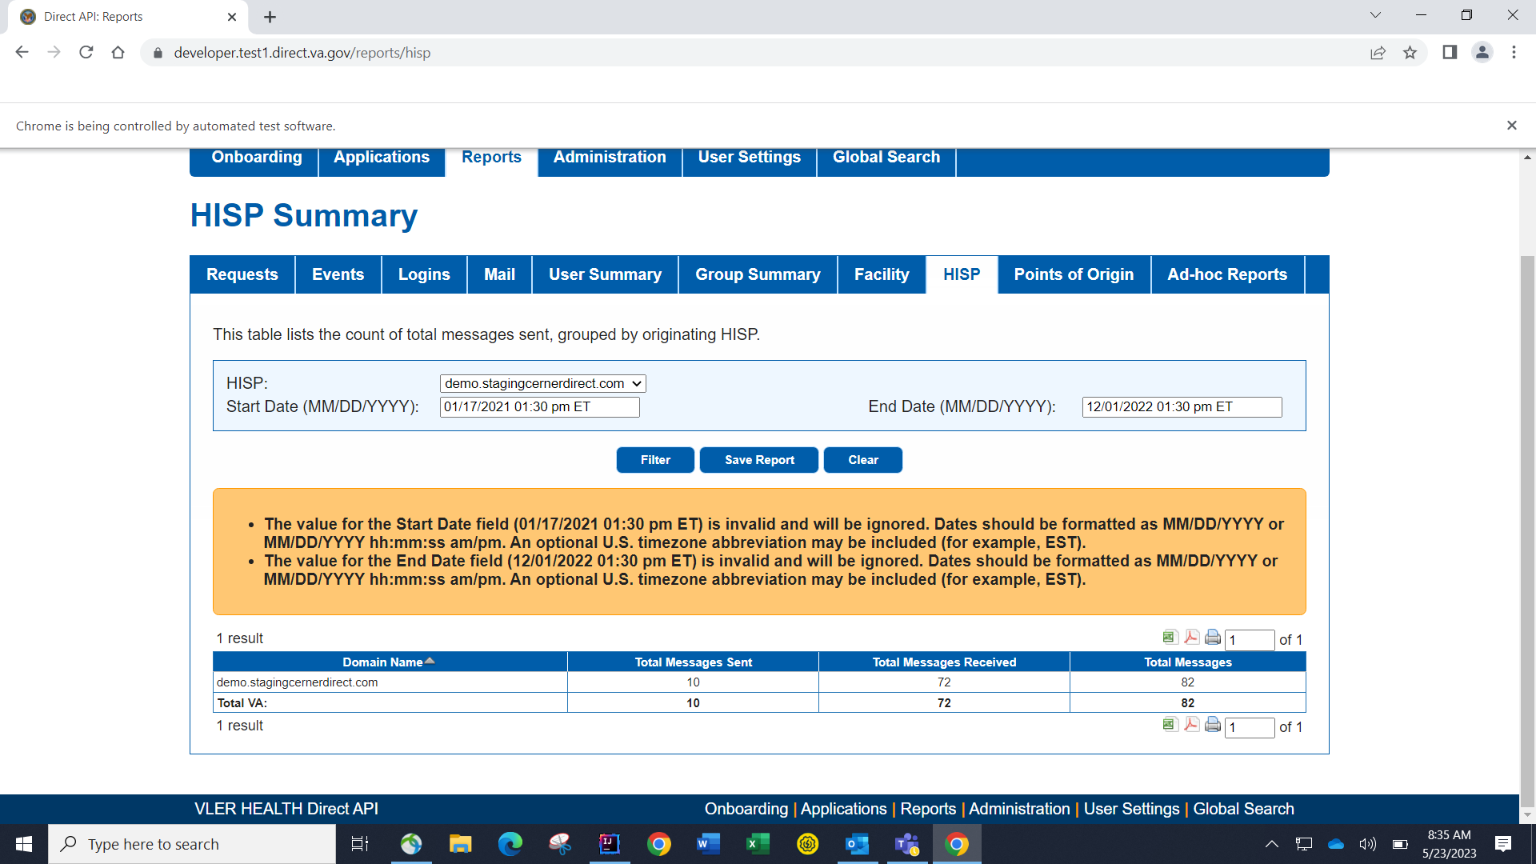 Direct API: Reports
developer.test1.direct.va.gov/reports/hisp
Chrome is being controlled by automated test software.
Onboarding Applications Reports Administration User Settings Global Search
HISP Summary
Requests Events Logins Mail User Summary Group Summary Facility HISP Points of Origin Ad-hoc Reports
This table lists the count of total messages sent, grouped by originating HISP.
HISP: demo.stagingcernerdirect.com
Start Date (MM/DD/YYYY): 01/17/2021 01:30 pm ET End Date (MM/DD/YYYY): 12/01/2022 01:30 pm ET
Filter Save Report Clear
• The value for the Start Date field (01/17/2021 01:30 pm ET) is invalid and will be ignored. Dates should be formatted as MM/DD/YYYY or
MM/DD/YYYY hh:mm:ss am/pm. An optional U.S. timezone abbreviation may be included (for example, EST).
• The value for the End Date field (12/01/2022 01:30 pm ET) is invalid and will be ignored. Dates should be formatted as MM/DD/YYYY or
MM/DD/YYYY hh:mm:ss am/pm. An optional U.S. timezone abbreviation may be included (for example, EST).
1 result 1 of 1
Domain Name Total Messages Sent Total Messages Received Total Messages
demo.stagingcernerdirect.com 10 72 82
Total VA: 10 72 82
1 result 1 of 1
VLER HEALTH Direct API Onboarding | Applications | Reports | Administration | User Settings | Global Search
Type here to search
8:35 AM
5/23/2023